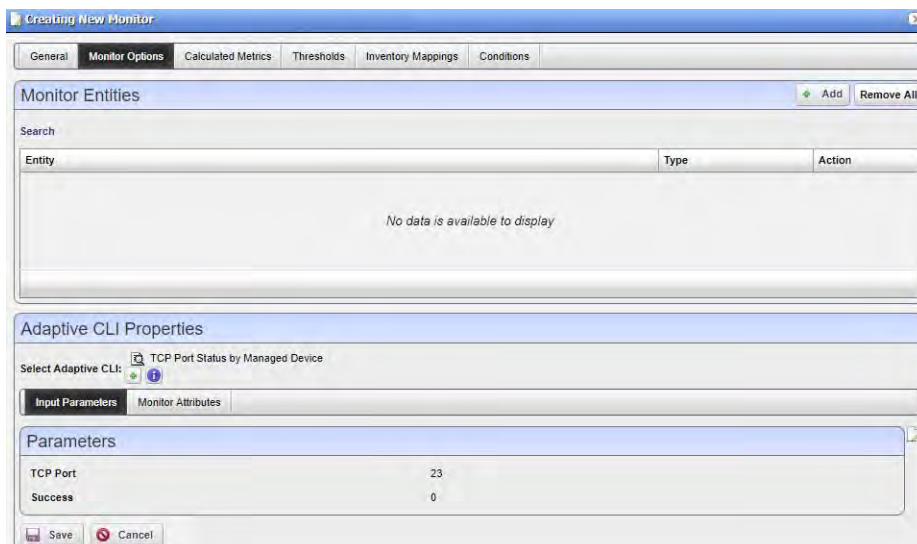 Creating New Monitor
General Monitor Options Calculated Metrics Thresholds Inventory Mappings Conditions
Monitor Entities Add Remove All
Search
Entity Type Action
No data is available to display
Adaptive CLI Properties
Select Adaptive CLI: TCP Port Status by Managed Device
Input Parameters Monitor Attributes
Parameters
TCP Port 23
Success 0
Save Cancel